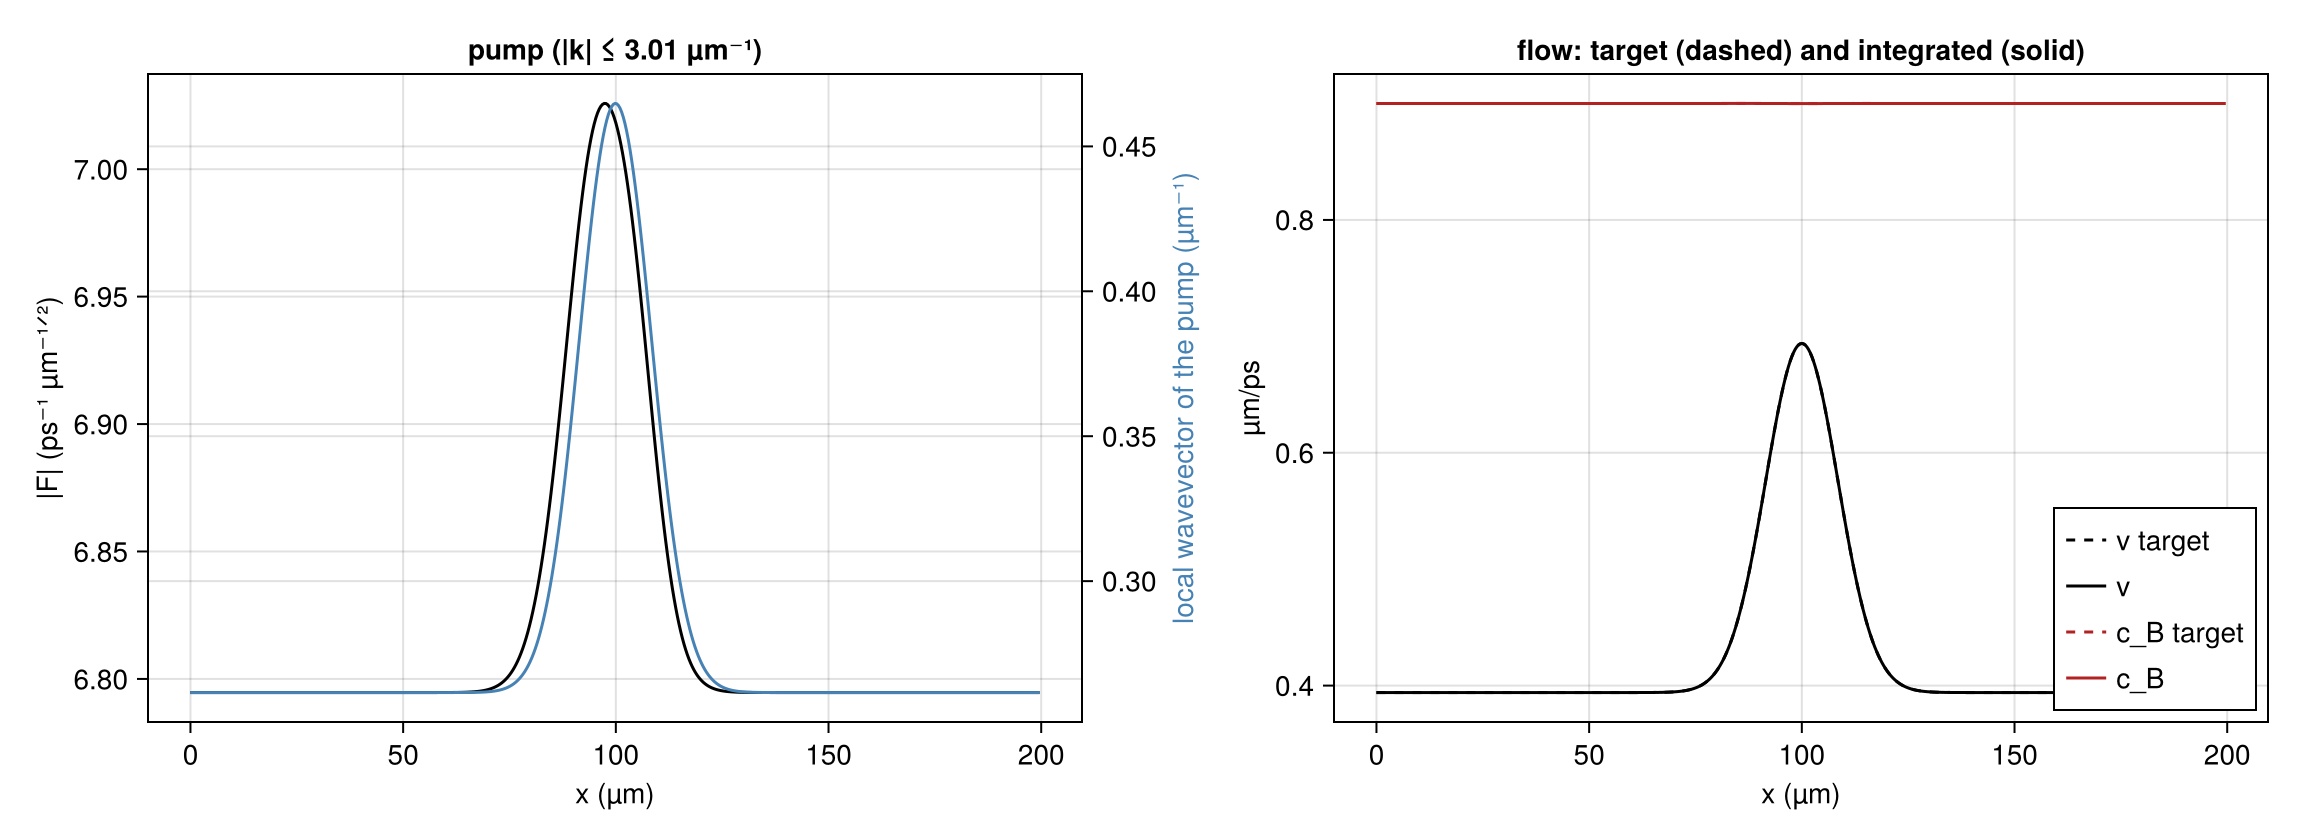 pump (|k| ≤ 3.01 µm⁻¹)
|F| (ps⁻¹ µm⁻¹ᐟ²)
7.00
6.95
6.90
6.85
6.80
0
50
100
150
200
x (µm)
0.45
0.40
0.35
0.30
local wavevector of the pump (µm⁻¹)
flow: target (dashed) and integrated (solid)
µm/ps
0.8
0.6
0.4
0
50
100
150
200
x (µm)
v target
v
c_B target
c_B